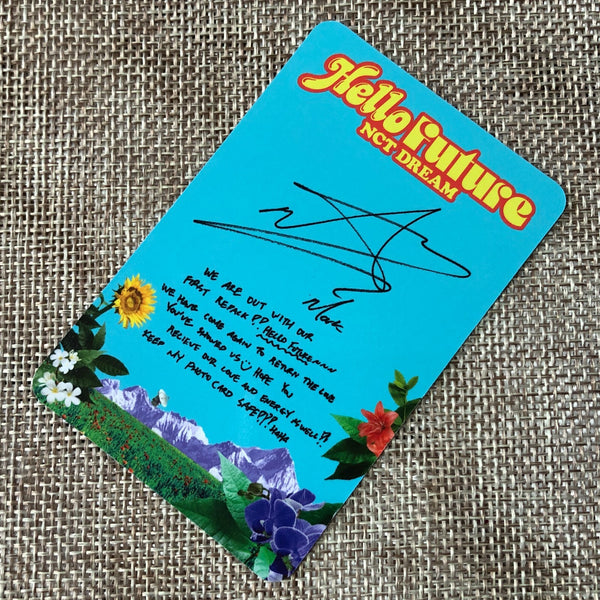 Hello Future
NCT DREAM
Mark
WE ARE OUT WITH OUR
FIRST REPACK OF HELLO
WE HAVE COME AGAIN TO RETURN THE LOVE
YOU'VE SHOWED US HOPE YOU
RECIEVE OUR LOVE AND ENERGY AS WELL!!
KEEP MY PHOTO CARD SAFE??! HAHA